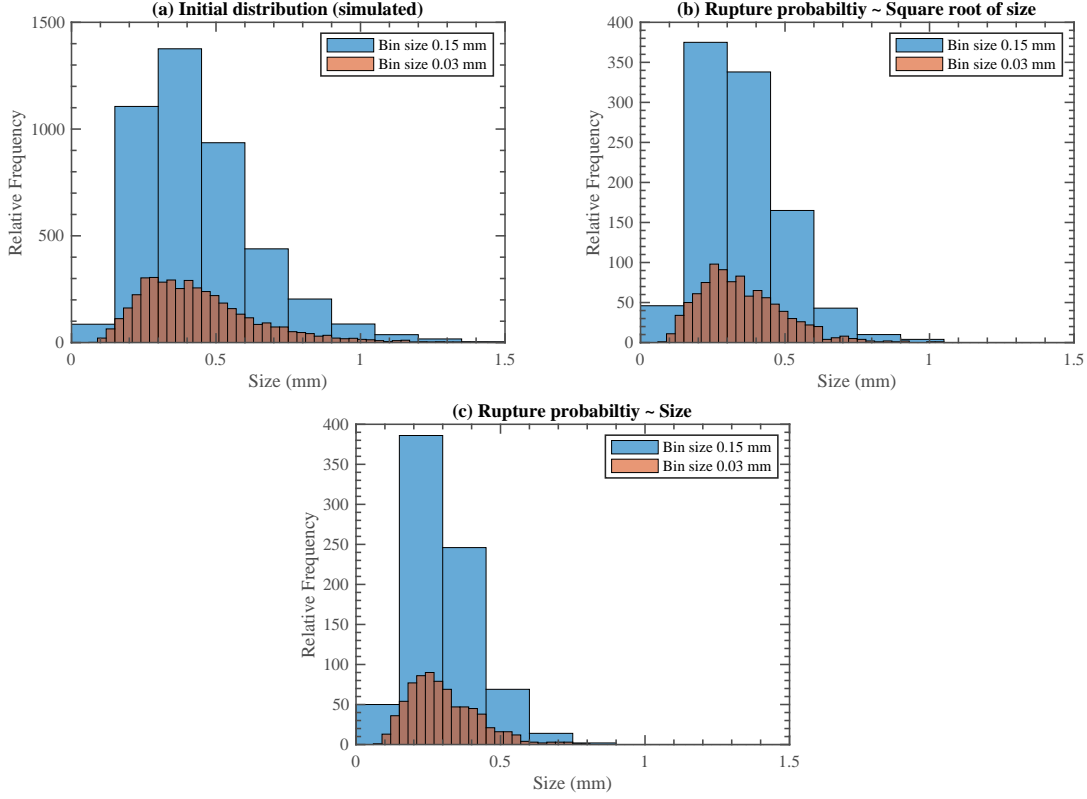 (a) Initial distribution (simulated)
1500
1000
500
0
Relative Frequency
Bin size 0.15 mm
Bin size 0.03 mm
0
0.5
1
1.5
Size (mm)
(b) Rupture probabiltiy ~ Square root of size
400
350
300
250
200
150
100
50
0
Relative Frequency
Bin size 0.15 mm
Bin size 0.03 mm
0
0.5
1
1.5
Size (mm)
(c) Rupture probabiltiy ~ Size
400
350
300
250
200
150
100
50
0
Relative Frequency
Bin size 0.15 mm
Bin size 0.03 mm
0
0.5
1
1.5
Size (mm)